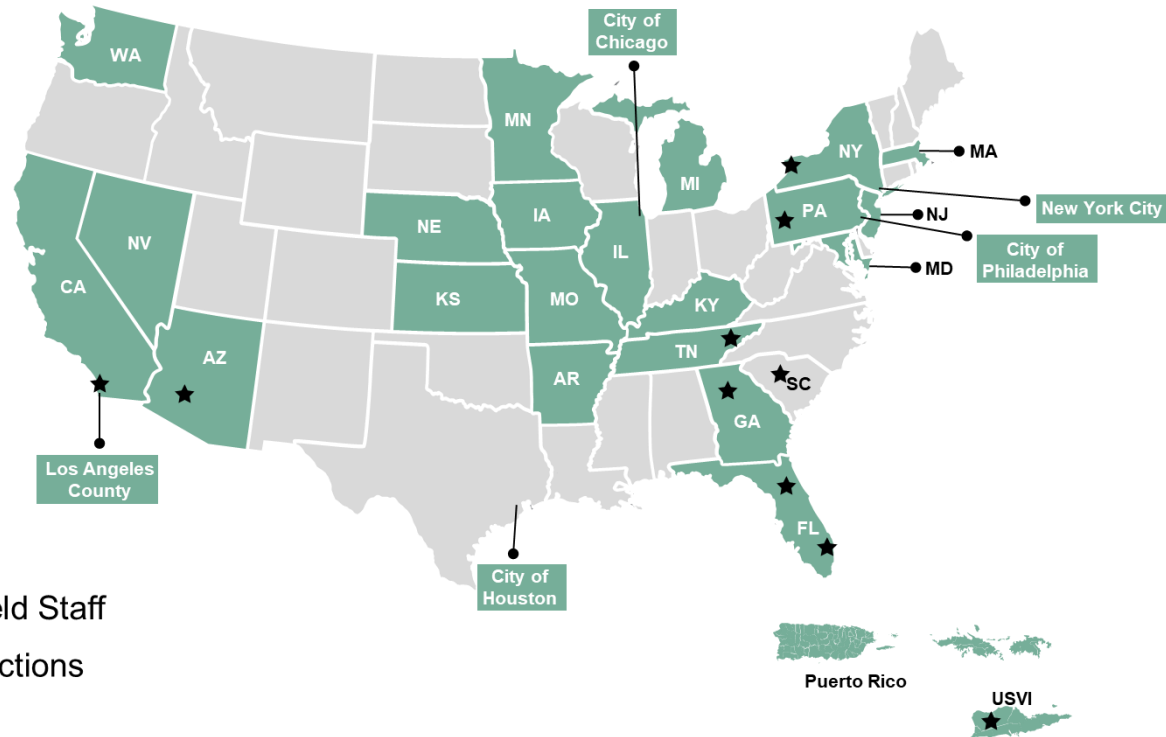 City of
Chicago
WA
MN
NY
MA
MI
New York City
PA
NJ
IA
NE
City of
Philadelphia
NV
IL
MD
CA
KS
MO
KY
TN
AZ
AR
SC
GA
Los Angeles
County
FL
City of
Houston
Staff
Puerto Rico
USVI